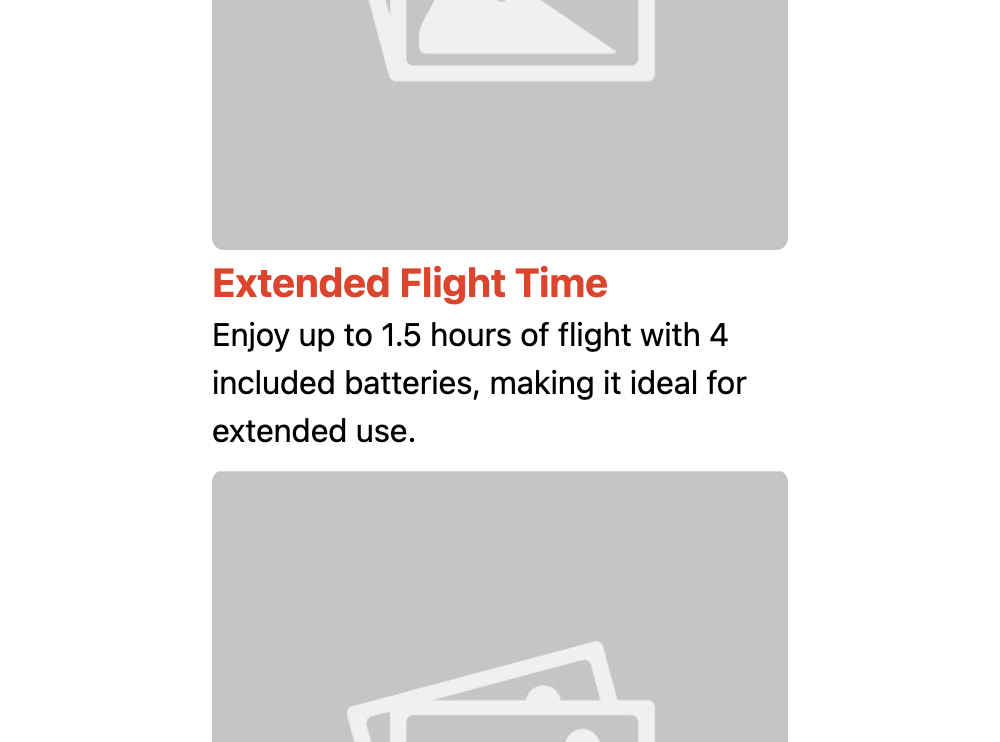 Extended Flight Time
Enjoy up to 1.5 hours of flight with 4
included batteries, making it ideal for
extended use.